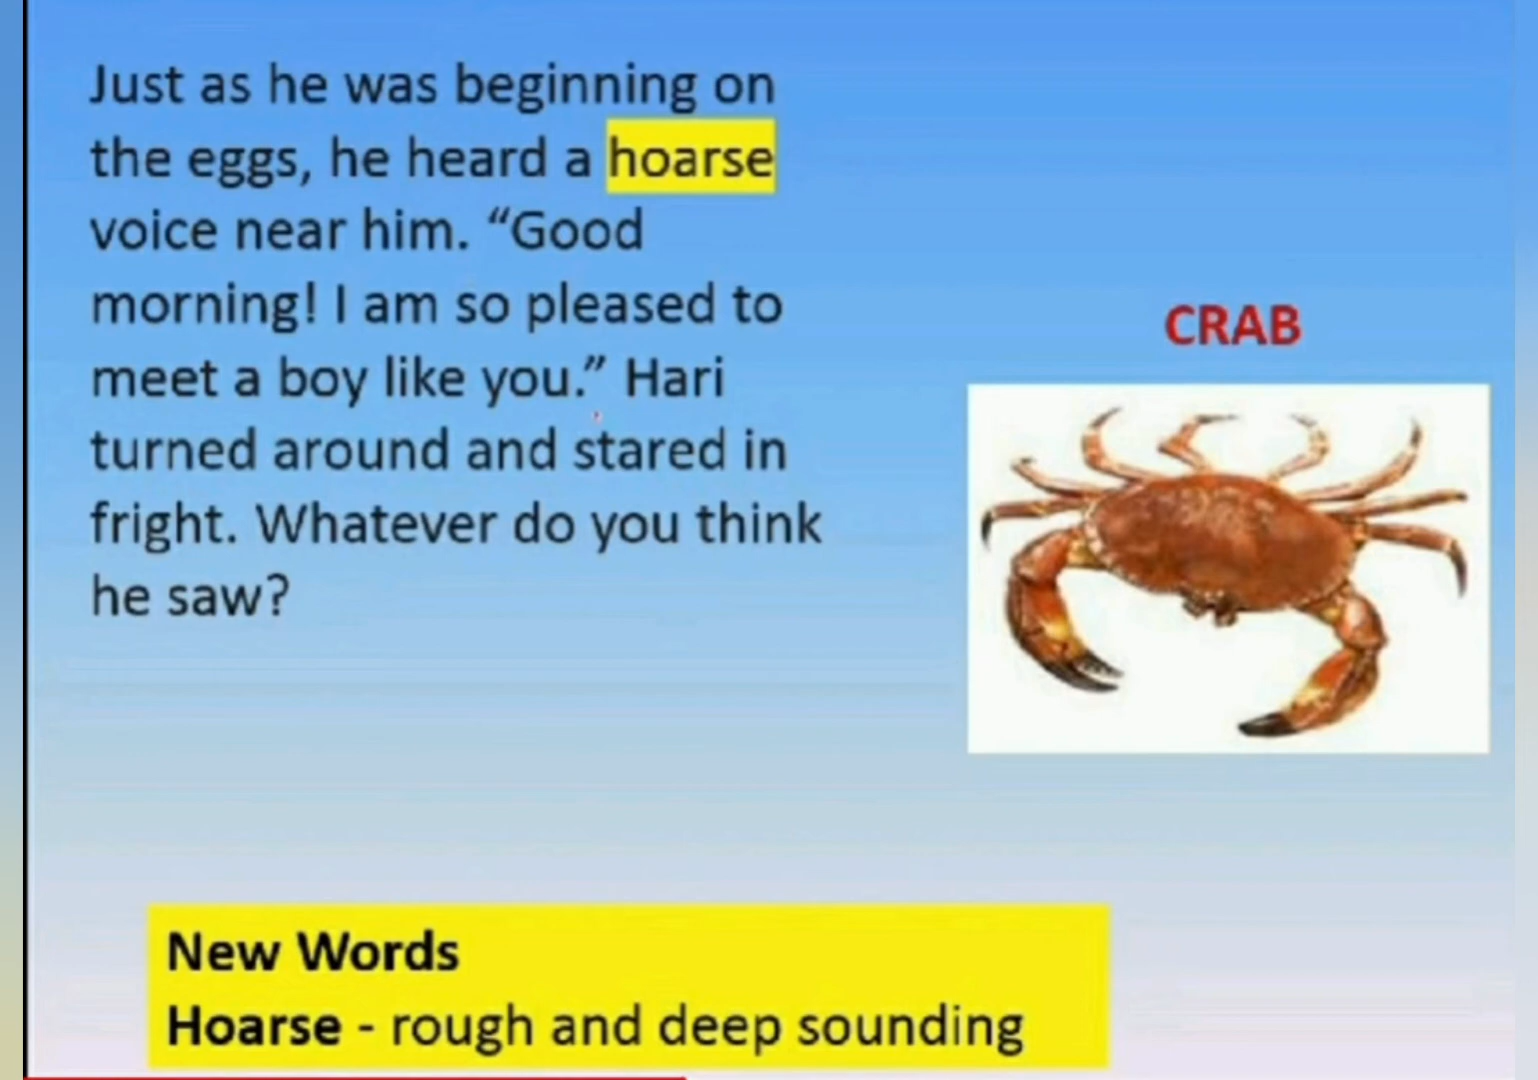 Just as he was beginning on
the eggs, he heard a hoarse
voice near him. “Good
morning! I am so pleased to
meet a boy like you.” Hari
turned around and stared in
fright. Whatever do you think
he saw?
CRAB
New Words
Hoarse - rough and deep sounding